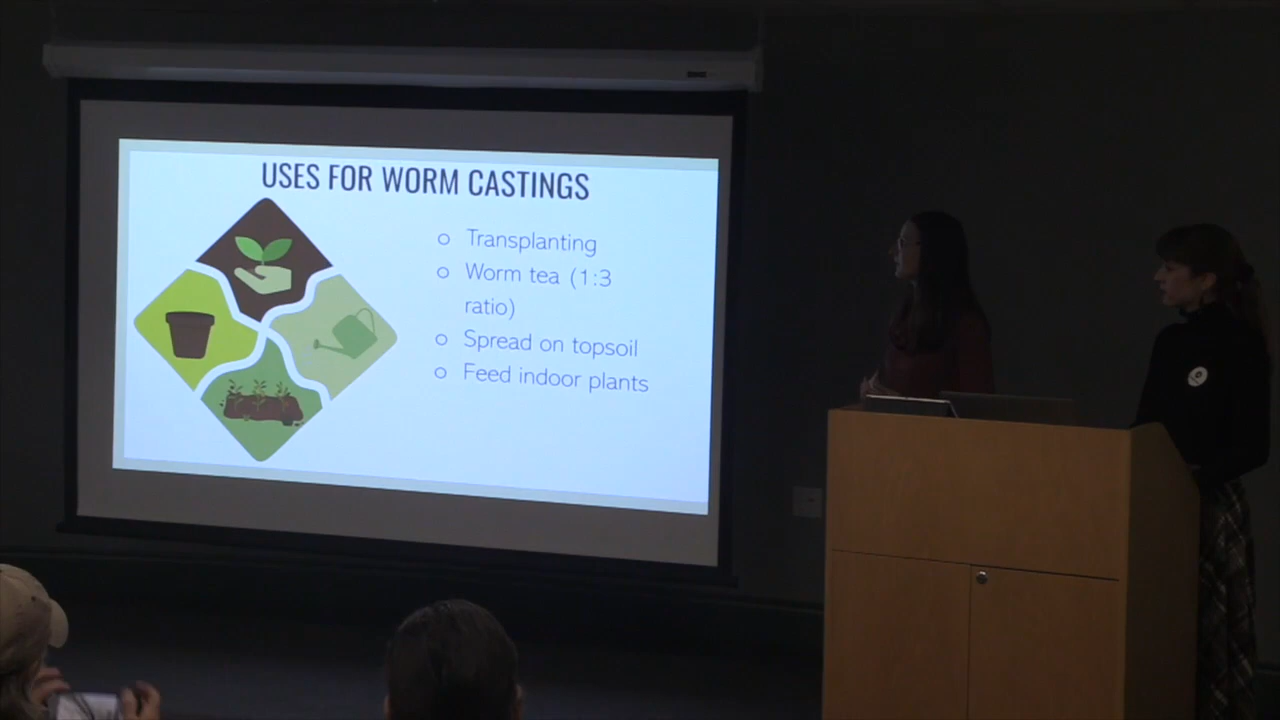 USES FOR WORM CASTINGS
Transplanting
Worm tea (1:3
ratio)
Spread on topsoil
Feed indoor plants